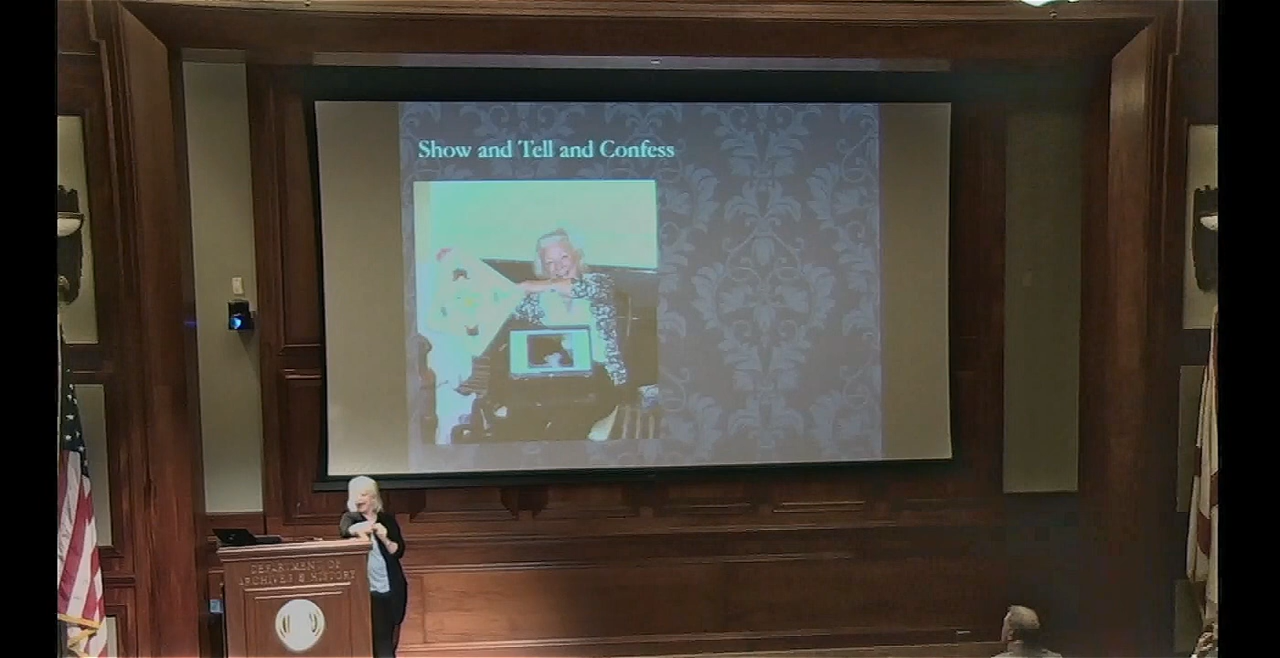 Show and Tell and Confess
DEPARTMENT OF
ARCHIVES & HISTORY